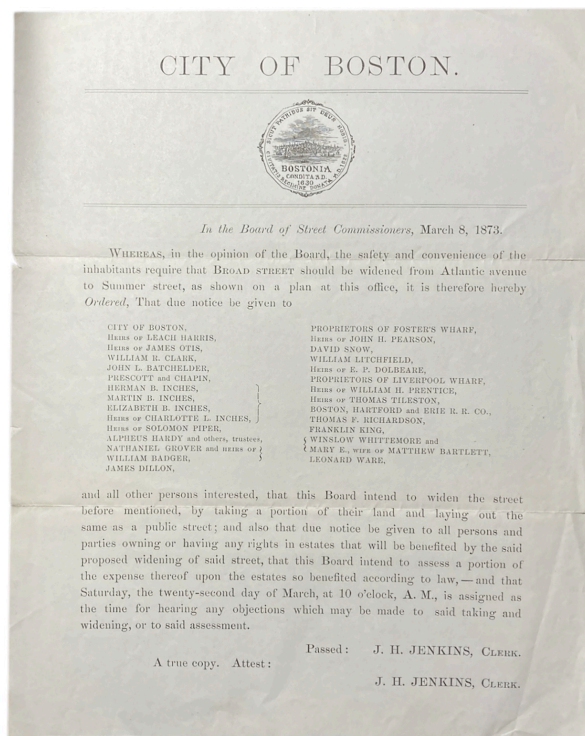 CITY OF BOSTON.
SICUT PATRIBUS SIT DEUS NOBIS
BOSTONIA
CONDITA A.D.
1630
CIVITATIS REGIMINE DONATA A.D. 1822
In the Board of Street Commissioners, March 8, 1873.
WHEREAS, in the opinion of the Board, the safety and convenience of the
inhabitants require that BROAD STREET should be widened from Atlantic avenue
to Summer street, as shown on a plan at this office, it is therefore hereby
Ordered, That due notice be given to
CITY OF BOSTON,
HEIRS OF LEACH HARRIS,
HEIRS OF JAMES OTIS,
WILLIAM R. CLARK,
JOHN L. BATCHELDER,
PRESCOTT and CHAPIN,
HERMAN B. INCHES,
MARTIN B. INCHES,
ELIZABETH B. INCHES,
HEIRS OF CHARLOTTE L. INCHES,
HEIRS OF SOLOMON PIPER,
ALPHEUS HARDY and others, trustees,
NATHANIEL GROVER and HEIRS OF
WILLIAM BADGER,
JAMES DILLON,
PROPRIETORS OF FOSTER'S WHARF,
HEIRS OF JOHN H. PEARSON,
DAVID SNOW,
WILLIAM LITCHFIELD,
HEIRS OF E. P. DOLBEARE,
PROPRIETORS OF LIVERPOOL WHARF,
HEIRS OF WILLIAM H. PRENTICE,
HEIRS OF THOMAS TILESTON,
BOSTON, HARTFORD and ERIE R. R. CO.,
THOMAS F. RICHARDSON,
FRANKLIN KING,
WINSLOW WHITTEMORE and
MARY E., WIFE OF MATTHEW BARTLETT,
LEONARD WARE,
and all other persons interested, that this Board intend to widen the street
before mentioned, by taking a portion of their land and laying out the
same as a public street; and also that due notice be given to all persons and
parties owning or having any rights in estates that will be benefited by the said
proposed widening of said street, that this Board intend to assess a portion of
the expense thereof upon the estates so benefited according to law,—and that
Saturday, the twenty-second day of March, at 10 o'clock, A. M., is assigned as
the time for hearing any objections which may be made to said taking and
widening, or to said assessment.
Passed: J. H. JENKINS, CLERK.
A true copy. Attest:
J. H. JENKINS, CLERK.